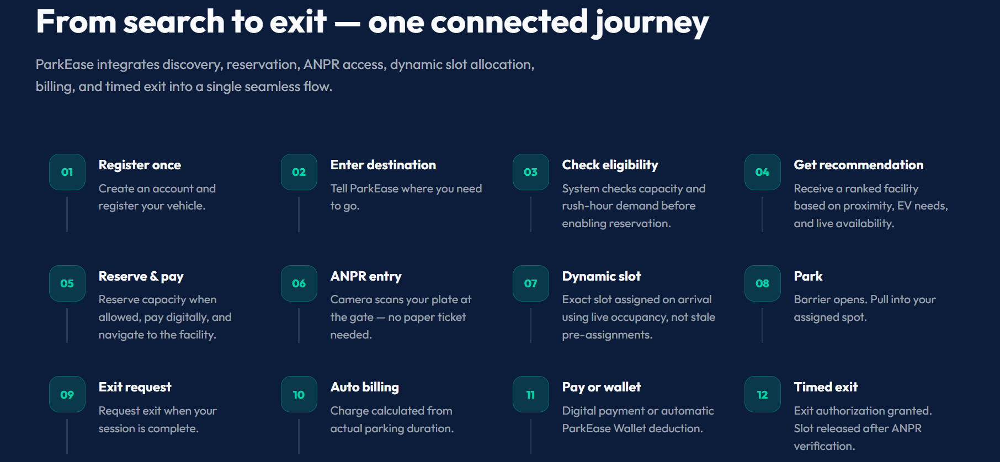 From search to exit — one connected journey
ParkEase integrates discovery, reservation, ANPR access, dynamic slot allocation,
billing, and timed exit into a single seamless flow.
01
Register once
Create an account and
register your vehicle.
02
Enter destination
Tell ParkEase where you need
to go.
03
Check eligibility
System checks capacity and
rush-hour demand before
enabling reservation.
04
Get recommendation
Receive a ranked facility
based on proximity, EV needs,
and live availability.
05
Reserve & pay
Reserve capacity when
allowed, pay digitally, and
navigate to the facility.
06
ANPR entry
Camera scans your plate at
the gate — no paper ticket
needed.
07
Dynamic slot
Exact slot assigned on arrival
using live occupancy, not stale
pre-assignments.
08
Park
Barrier opens. Pull into your
assigned spot.
09
Exit request
Request exit when your
session is complete.
10
Auto billing
Charge calculated from
actual parking duration.
11
Pay or wallet
Digital payment or automatic
ParkEase Wallet deduction.
12
Timed exit
Exit authorization granted.
Slot released after ANPR
verification.